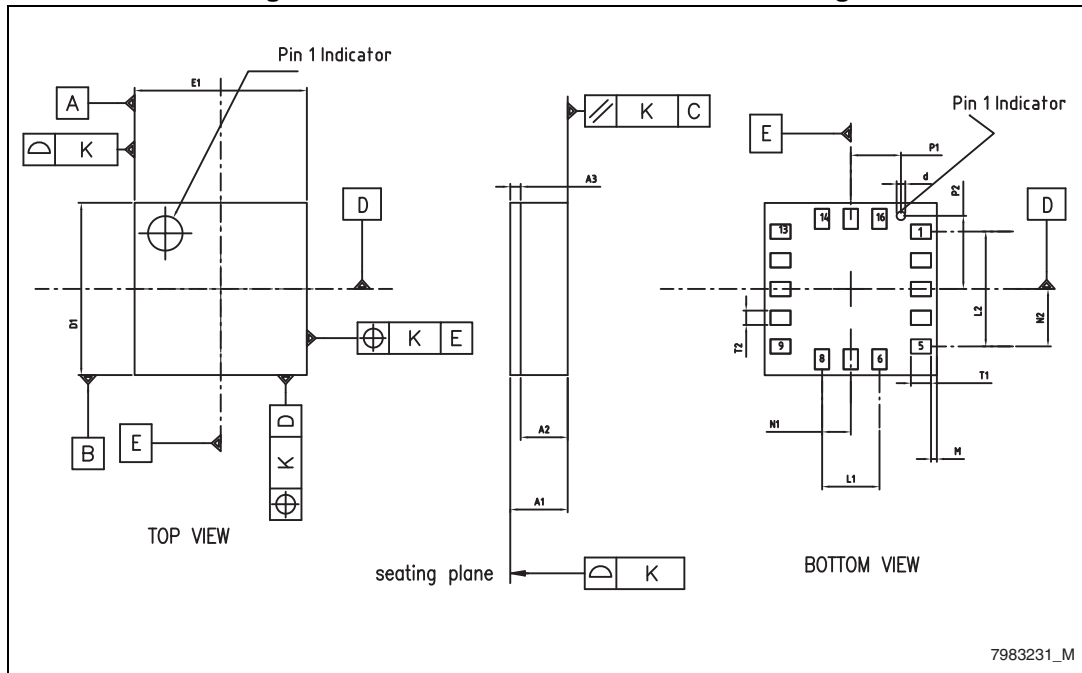 Pin 1 Indicator
E1
A
K
D
D1
K E
B
E
K D
TOP VIEW
K C
A3
A2
A1
seating plane
K
Pin 1 Indicator
E
P1
d
P2
D
13 14 16 1
L2
N2
T2
9 8 6 5
T1
N1
M
L1
BOTTOM VIEW
7983231_M